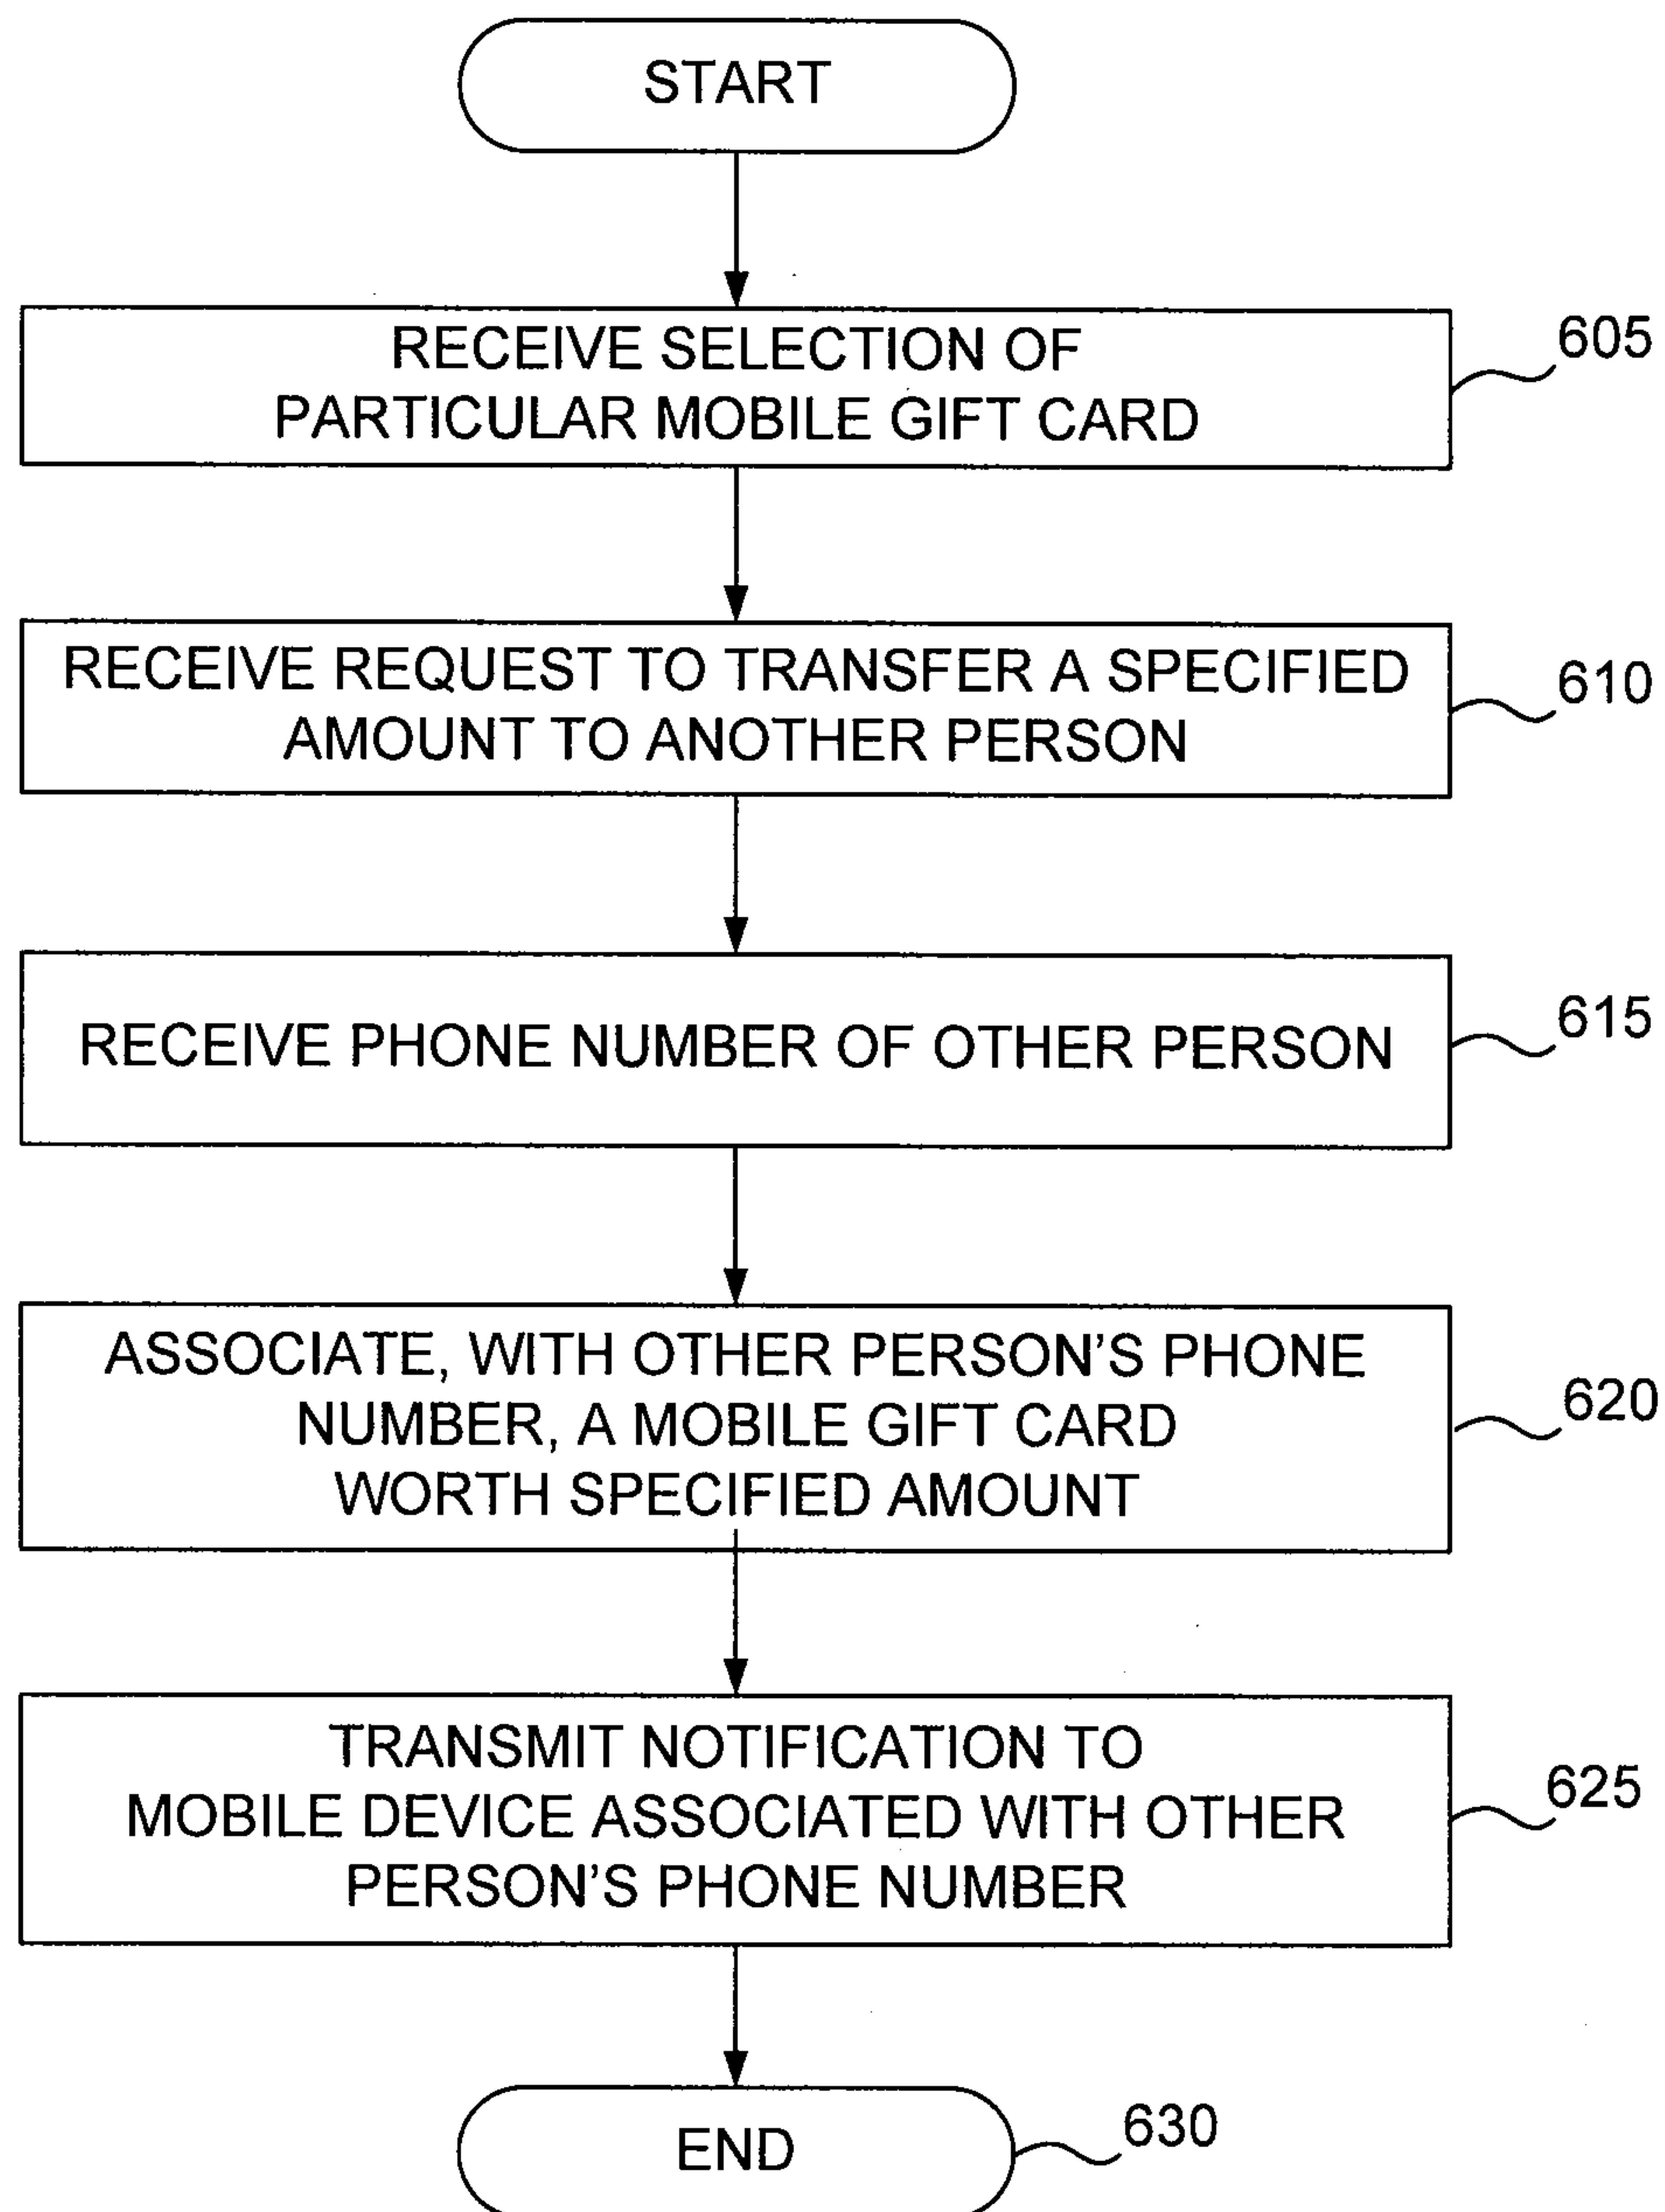 START
RECEIVE SELECTION OF
PARTICULAR MOBILE GIFT CARD
605
RECEIVE REQUEST TO TRANSFER A SPECIFIED
AMOUNT TO ANOTHER PERSON
610
RECEIVE PHONE NUMBER OF OTHER PERSON
615
ASSOCIATE, WITH OTHER PERSON'S PHONE
NUMBER, A MOBILE GIFT CARD
WORTH SPECIFIED AMOUNT
620
TRANSMIT NOTIFICATION TO
MOBILE DEVICE ASSOCIATED WITH OTHER
PERSON'S PHONE NUMBER
625
END
630